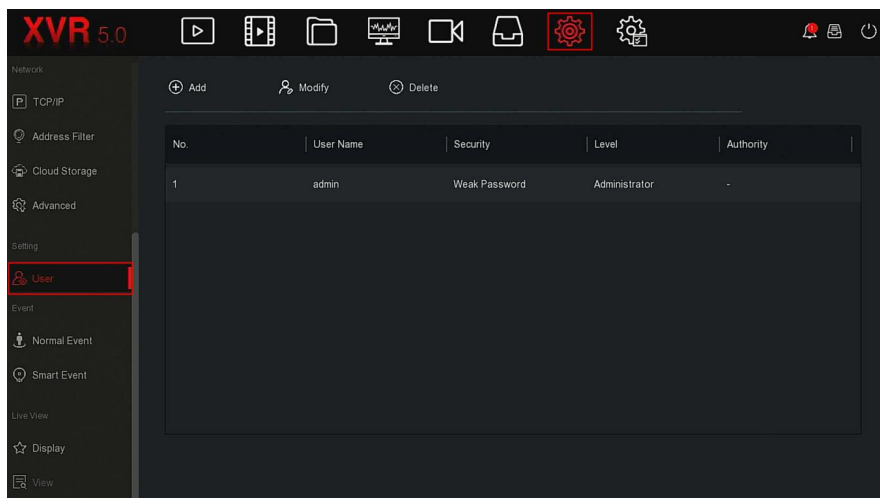 XVR 5.0
Network
P TCP/IP
Address Filter
Cloud Storage
Advanced
Setting
User
Event
Normal Event
Smart Event
Live View
Display
View
Add Modify Delete
No. User Name Security Level Authority
1 admin Weak Password Administrator -